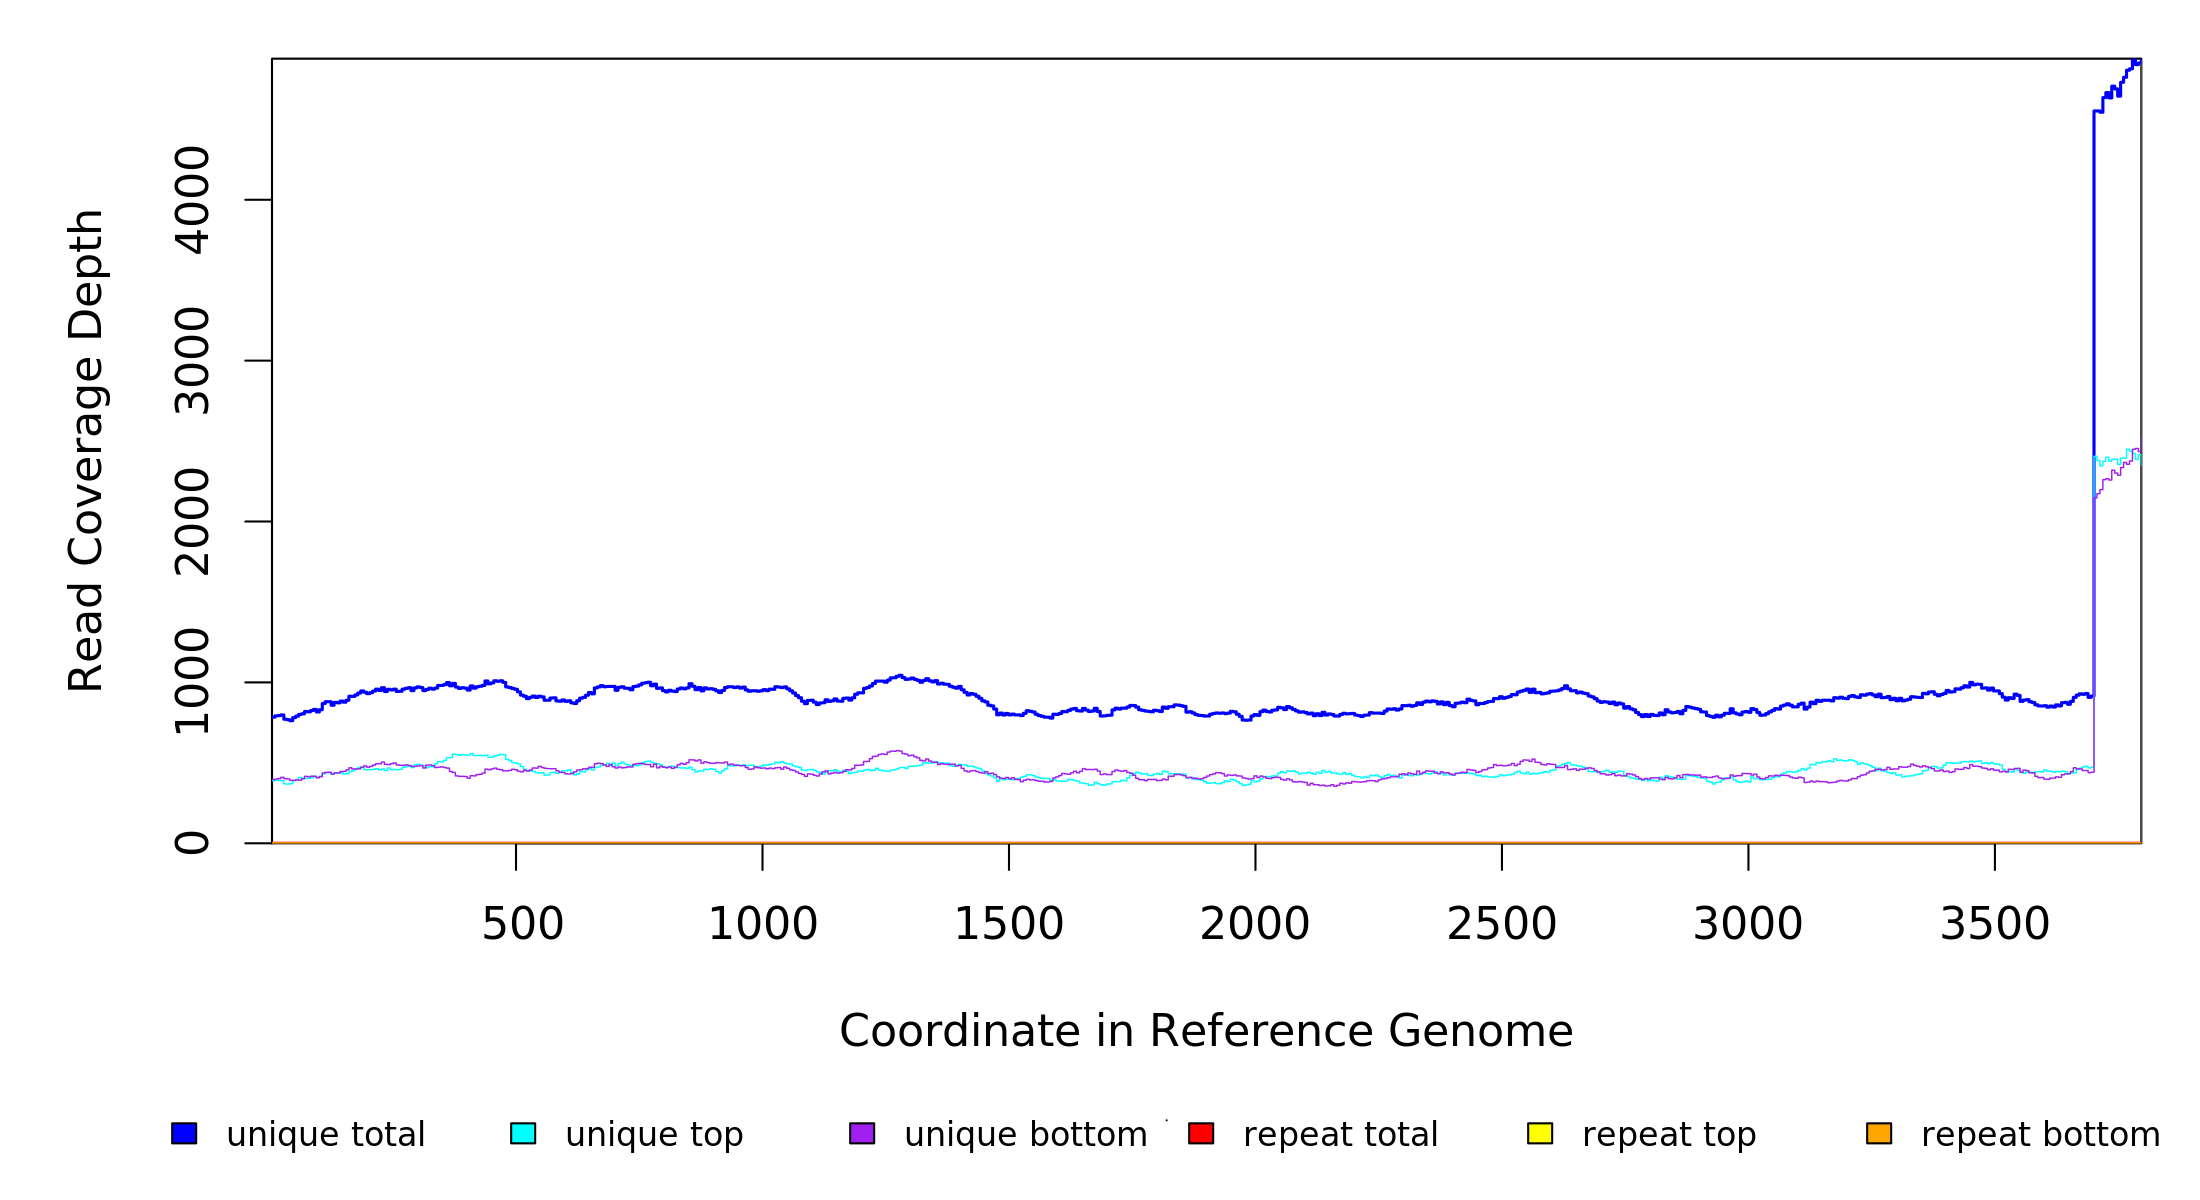 Read Coverage Depth
4000
3000
2000
1000
0
500 1000 1500 2000 2500 3000 3500
Coordinate in Reference Genome
unique total unique top unique bottom repeat total repeat top repeat bottom